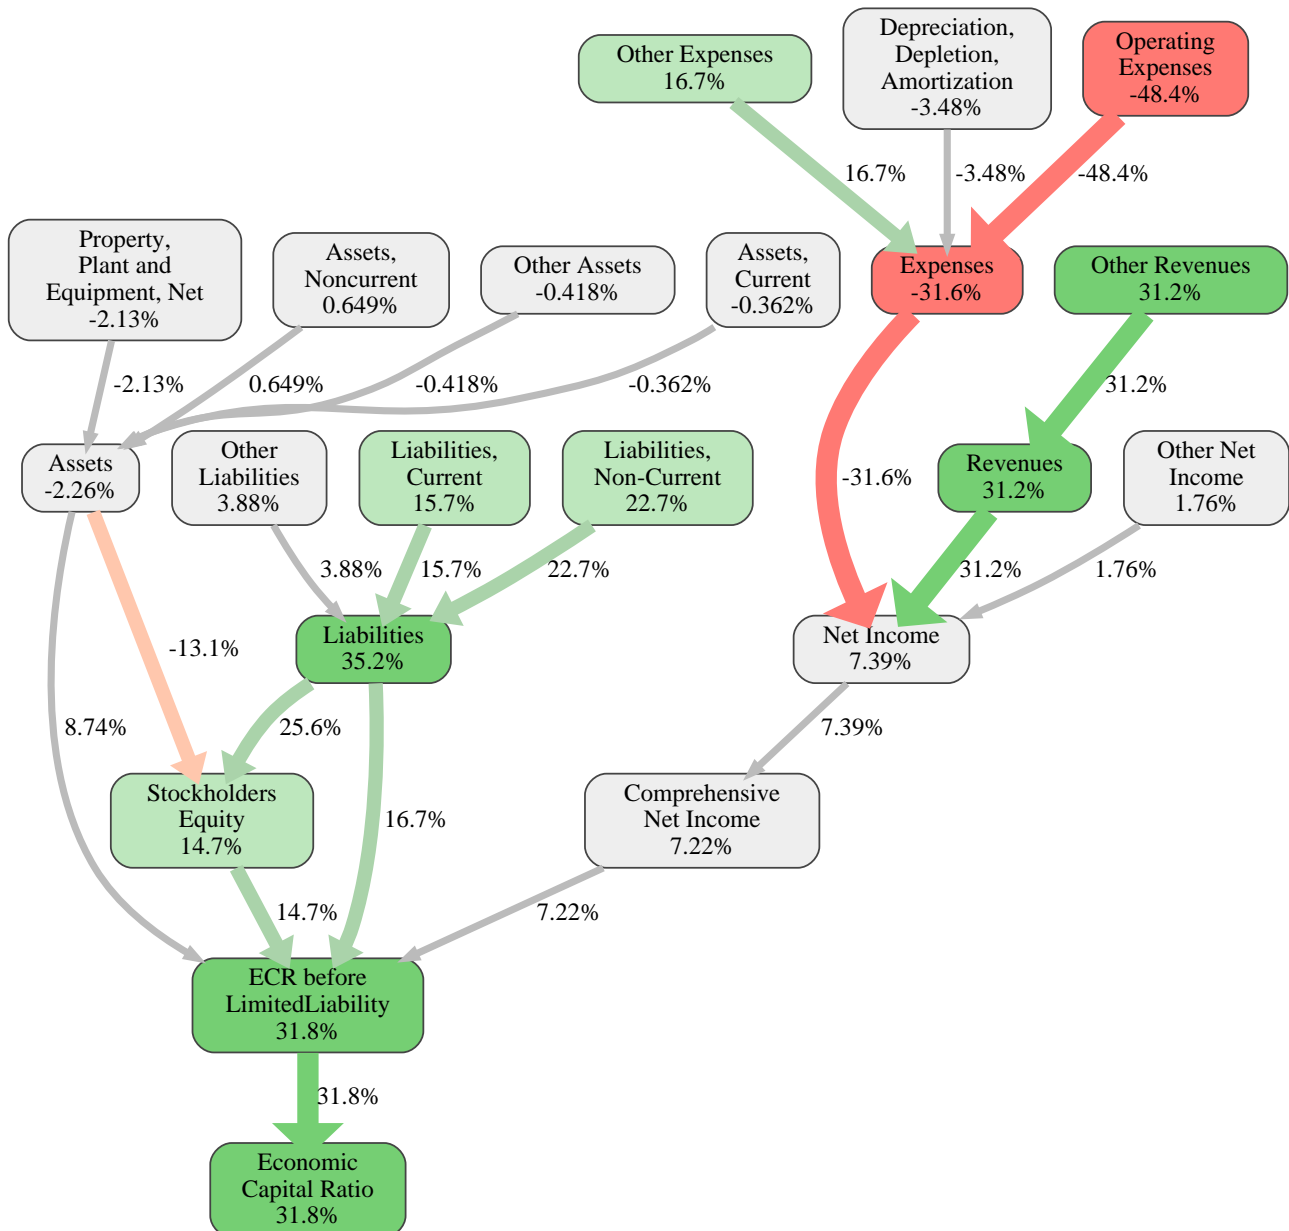 Other Expenses
16.7%
Depreciation,
Depletion,
Amortization
-3.48%
Operating
Expenses
-48.4%
16.7%
-3.48%
-48.4%
Property,
Plant and
Equipment, Net
-2.13%
Assets,
Noncurrent
0.649%
Other Assets
-0.418%
Assets,
Current
-0.362%
Expenses
-31.6%
Other Revenues
31.2%
-2.13%
0.649%
-0.418%
-0.362%
31.2%
Assets
-2.26%
Other
Liabilities
3.88%
Liabilities,
Current
15.7%
Liabilities,
Non-Current
22.7%
-31.6%
Revenues
31.2%
Other Net
Income
1.76%
3.88%
15.7%
22.7%
31.2%
1.76%
-13.1%
Liabilities
35.2%
Net Income
7.39%
8.74%
25.6%
7.39%
Stockholders
Equity
14.7%
16.7%
Comprehensive
Net Income
7.22%
14.7%
7.22%
ECR before
LimitedLiability
31.8%
31.8%
Economic
Capital Ratio
31.8%